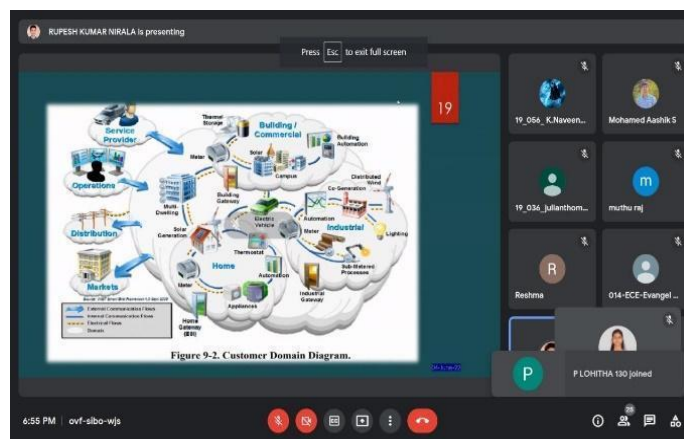 RUPESH KUMAR NIRALA is presenting
Press Esc to exit full screen
19
Service
Provider
Operations
Distribution
Markets
Thermal
Storage
Building /
Commercial
Meter
Solar
Campus
Building
Automation
Building
Gateway
Multi-
Dwelling
Electric
Vehicle
Distributed
Wind
Co-Generation
Automation
Meter
Industrial
Lighting
Sub-Metered
Processes
Industrial
Gateway
Solar
Generation
Thermostat
Home
Automation
Meter
Appliances
Home
Gateway
External Communication Flows
Internal Communication Flows
Electrical Flows
Domain
Figure 9-2. Customer Domain Diagram.
19_056_ K.Naveen...
Mohamed Aashik S
19_036_julianthom...
m
muthu raj
R
Reshma
014-ECE-Evangel ...
P
P LOHITHA 130 joined
6:55 PM | ovf-sibo-wjs